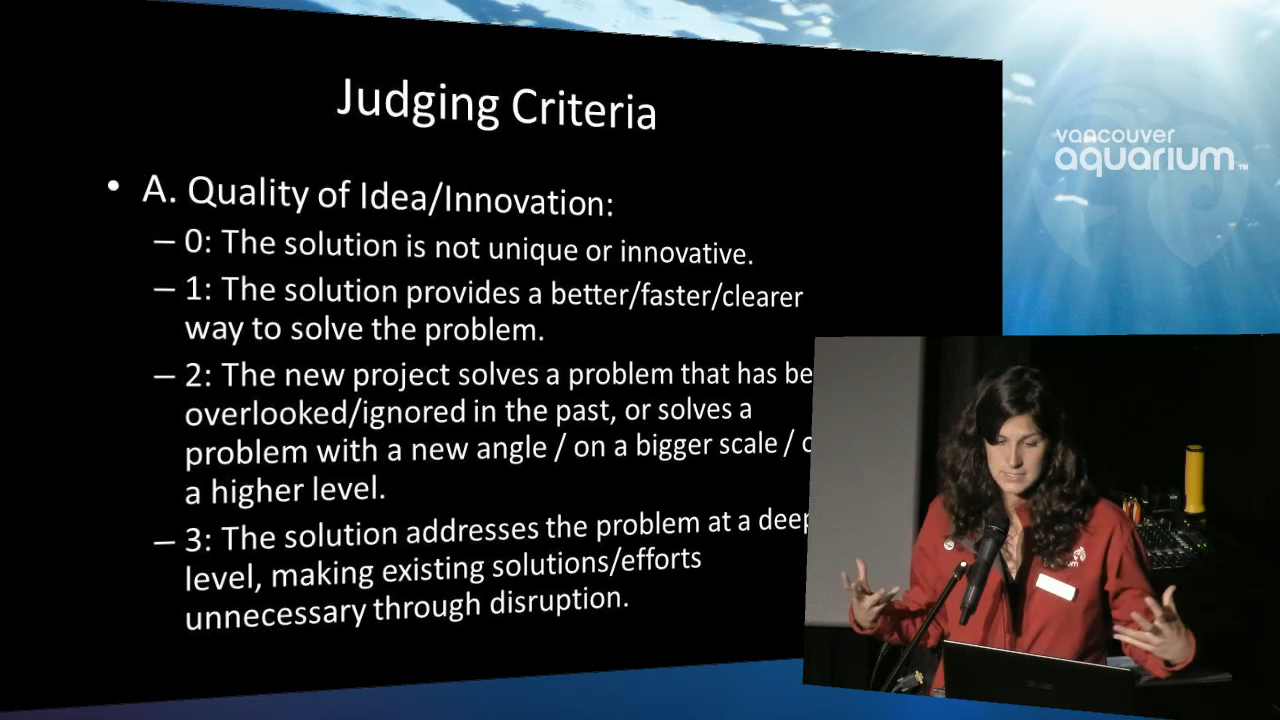 Judging Criteria
• A. Quality of Idea/Innovation:
– 0: The solution is not unique or innovative.
– 1: The solution provides a better/faster/clearer
way to solve the problem.
– 2: The new project solves a problem that has be
overlooked/ignored in the past, or solves a
problem with a new angle / on a bigger scale / o
a higher level.
– 3: The solution addresses the problem at a deep
level, making existing solutions/efforts
unnecessary through disruption.
vancouver
aquarium™